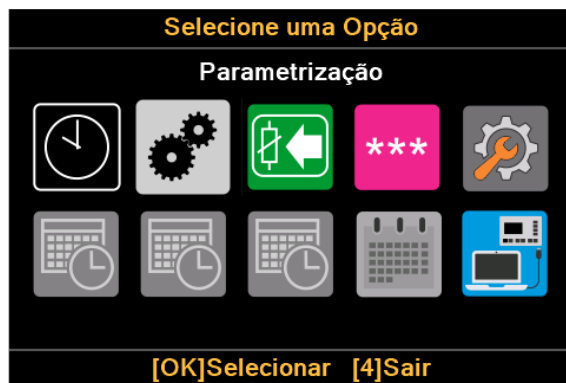 Selecione uma Opção
Parametrização
***
[OK]Selecionar [4]Sair